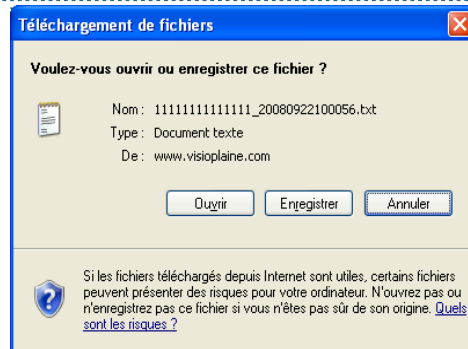 Téléchargement de fichiers
Voulez-vous ouvrir ou enregistrer ce fichier ?
Nom : 11111111111111_20080922100056.txt
Type : Document texte
De : www.visioplaine.com
Ouvrir Enregistrer Annuler
Si les fichiers téléchargés depuis Internet sont utiles, certains fichiers
peuvent présenter des risques pour votre ordinateur. N'ouvrez pas ou
n'enregistrez pas ce fichier si vous n'êtes pas sûr de son origine. Quels
sont les risques ?